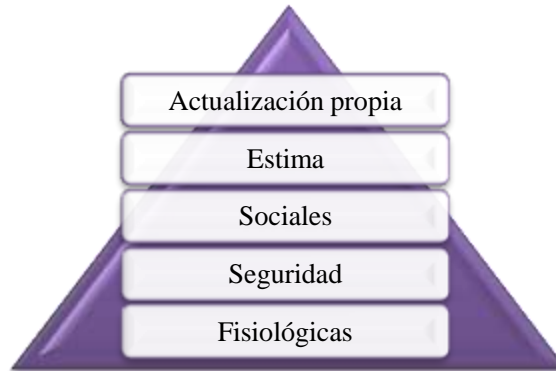 Actualización propia
Estima
Sociales
Seguridad
Fisiológicas